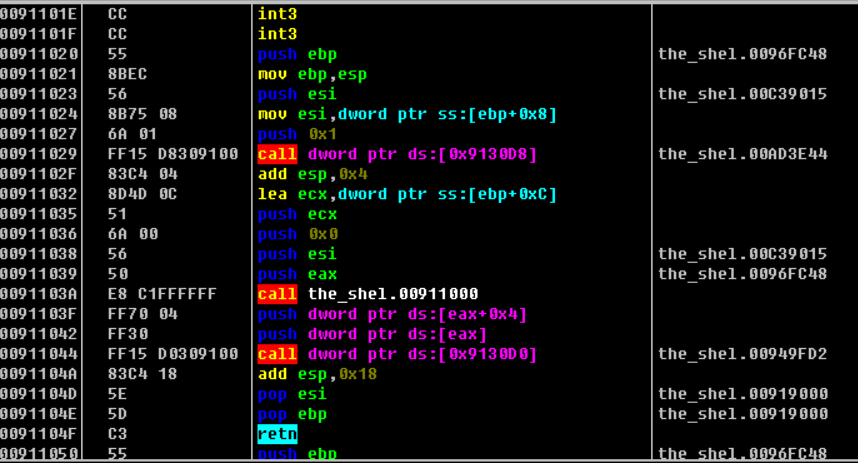 0091101E CC int3
0091101F CC int3
00911020 55 push ebp the_shel.0096FC48
00911021 8BEC mov ebp,esp
00911023 56 push esi the_shel.00C39015
00911024 8B75 08 mov esi,dword ptr ss:[ebp+0x8]
00911027 6A 01 push 0x1
00911029 FF15 D8309100 call dword ptr ds:[0x9130D8] the_shel.00AD3E44
0091102F 83C4 04 add esp,0x4
00911032 8D4D 0C lea ecx,dword ptr ss:[ebp+0xC]
00911035 51 push ecx
00911036 6A 00 push 0x0
00911038 56 push esi the_shel.00C39015
00911039 50 push eax the_shel.0096FC48
0091103A E8 C1FFFFFF call the_shel.00911000
0091103F FF70 04 push dword ptr ds:[eax+0x4]
00911042 FF30 push dword ptr ds:[eax]
00911044 FF15 D0309100 call dword ptr ds:[0x9130D0] the_shel.00949FD2
0091104A 83C4 18 add esp,0x18
0091104D 5E pop esi the_shel.00919000
0091104E 5D pop ebp the_shel.00919000
0091104F C3 retn
00911050 55 push ebp the_shel.0096FC48